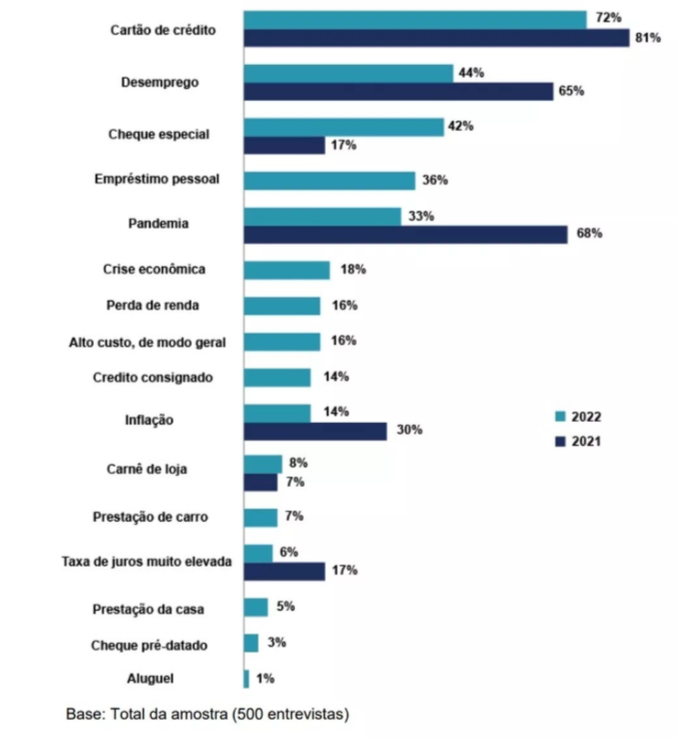 Cartão de crédito
72%
81%
Desemprego
44%
65%
Cheque especial
42%
17%
Empréstimo pessoal
36%
Pandemia
33%
68%
Crise econômica
18%
Perda de renda
16%
Alto custo, de modo geral
16%
Credito consignado
14%
Inflação
14%
30%
2022
2021
Carnê de loja
8%
7%
Prestação de carro
7%
Taxa de juros muito elevada
6%
17%
Prestação da casa
5%
Cheque pré-datado
3%
Aluguel
1%
Base: Total da amostra (500 entrevistas)